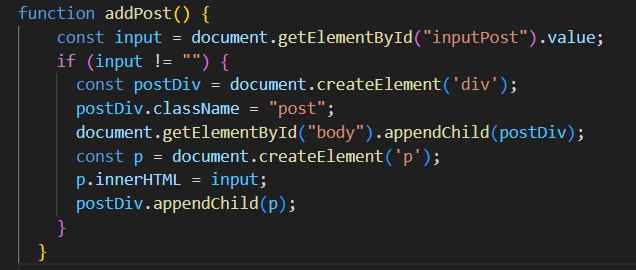 function addPost() {
const input = document.getElementById("inputPost").value;
if (input != "") {
const postDiv = document.createElement('div');
postDiv.className = "post";
document.getElementById("body").appendChild(postDiv);
const p = document.createElement('p');
p.innerHTML = input;
postDiv.appendChild(p);
}
}